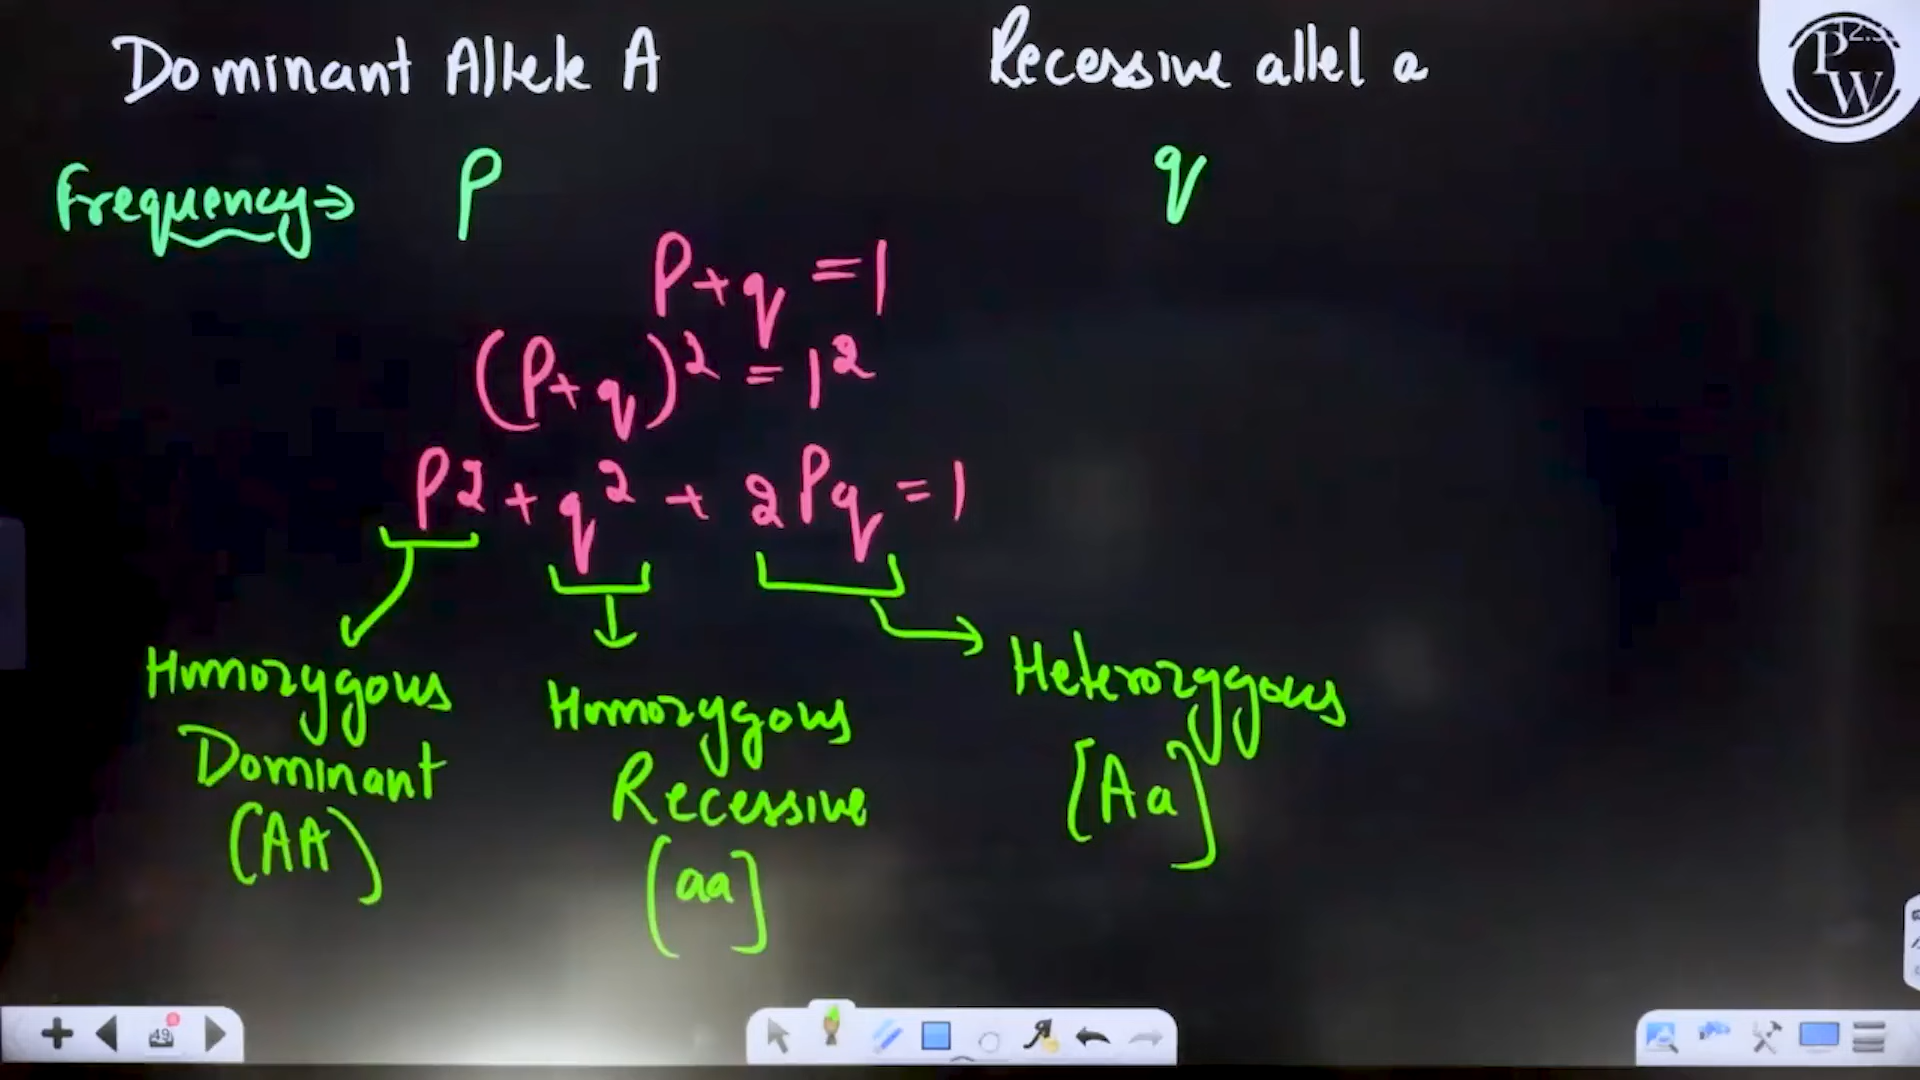 Dominant Allele A
Recessive allel a
PW
Frequency→ P
q
P+q=1
(P+q)²=1²
P²+q²+2Pq=1
Homozygous
Dominant
(AA)
Homozygous
Recessive
[aa]
Heterozygous
[Aa]
49